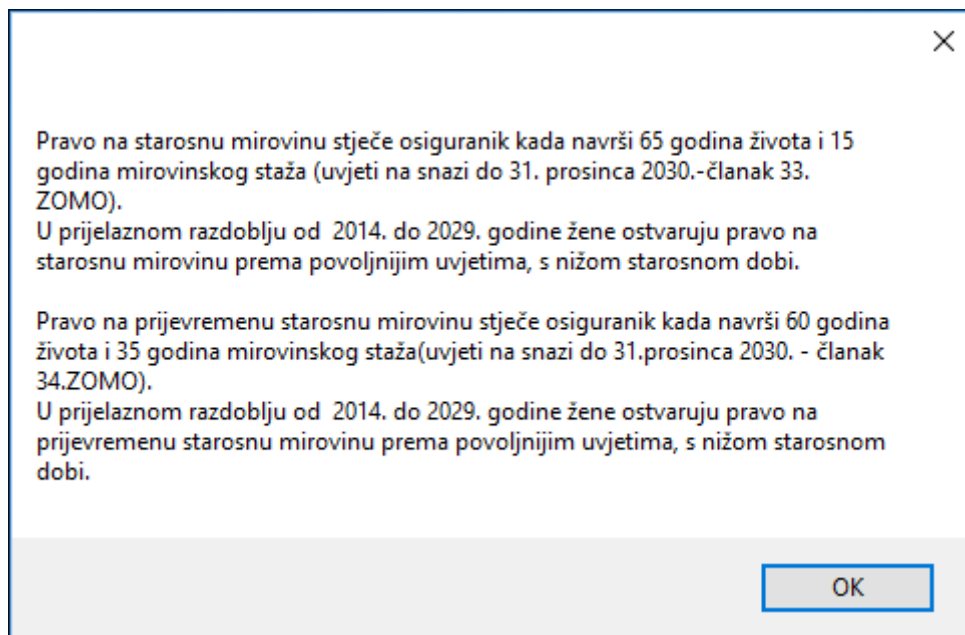 Pravo na starosnu mirovinu stječe osiguranik kada navrši 65 godina života i 15
godina mirovinskog staža (uvjeti na snazi do 31. prosinca 2030.-članak 33.
ZOMO).
U prijelaznom razdoblju od  2014. do 2029. godine žene ostvaruju pravo na
starosnu mirovinu prema povoljnijim uvjetima, s nižom starosnom dobi.
Pravo na prijevremenu starosnu mirovinu stječe osiguranik kada navrši 60 godina
života i 35 godina mirovinskog staža(uvjeti na snazi do 31.prosinca 2030. - članak
34.ZOMO).
U prijelaznom razdoblju od  2014. do 2029. godine žene ostvaruju pravo na
prijevremenu starosnu mirovinu prema povoljnijim uvjetima, s nižom starosnom
dobi.
OK